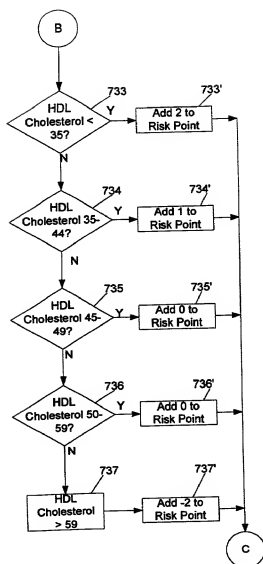 B
733
733'
HDL
Cholesterol <
35?
Y
Add 2 to
Risk Point
N
734
734'
HDL
Cholesterol 35-
44?
Y
Add 1 to
Risk Point
N
735
735'
HDL
Cholesterol 45-
49?
Y
Add 0 to
Risk Point
N
736
736'
HDL
Cholesterol 50-
59?
Y
Add 0 to
Risk Point
N
737
737'
HDL
Cholesterol
> 59
Add -2 to
Risk Point
C